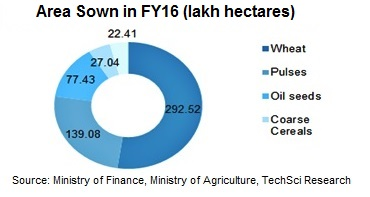 Area Sown in FY16 (lakh hectares)
22.41
27.04
77.43
139.08
292.52
Wheat
Pulses
Oil seeds
Coarse
Cereals
Source: Ministry of Finance, Ministry of Agriculture, TechSci Research